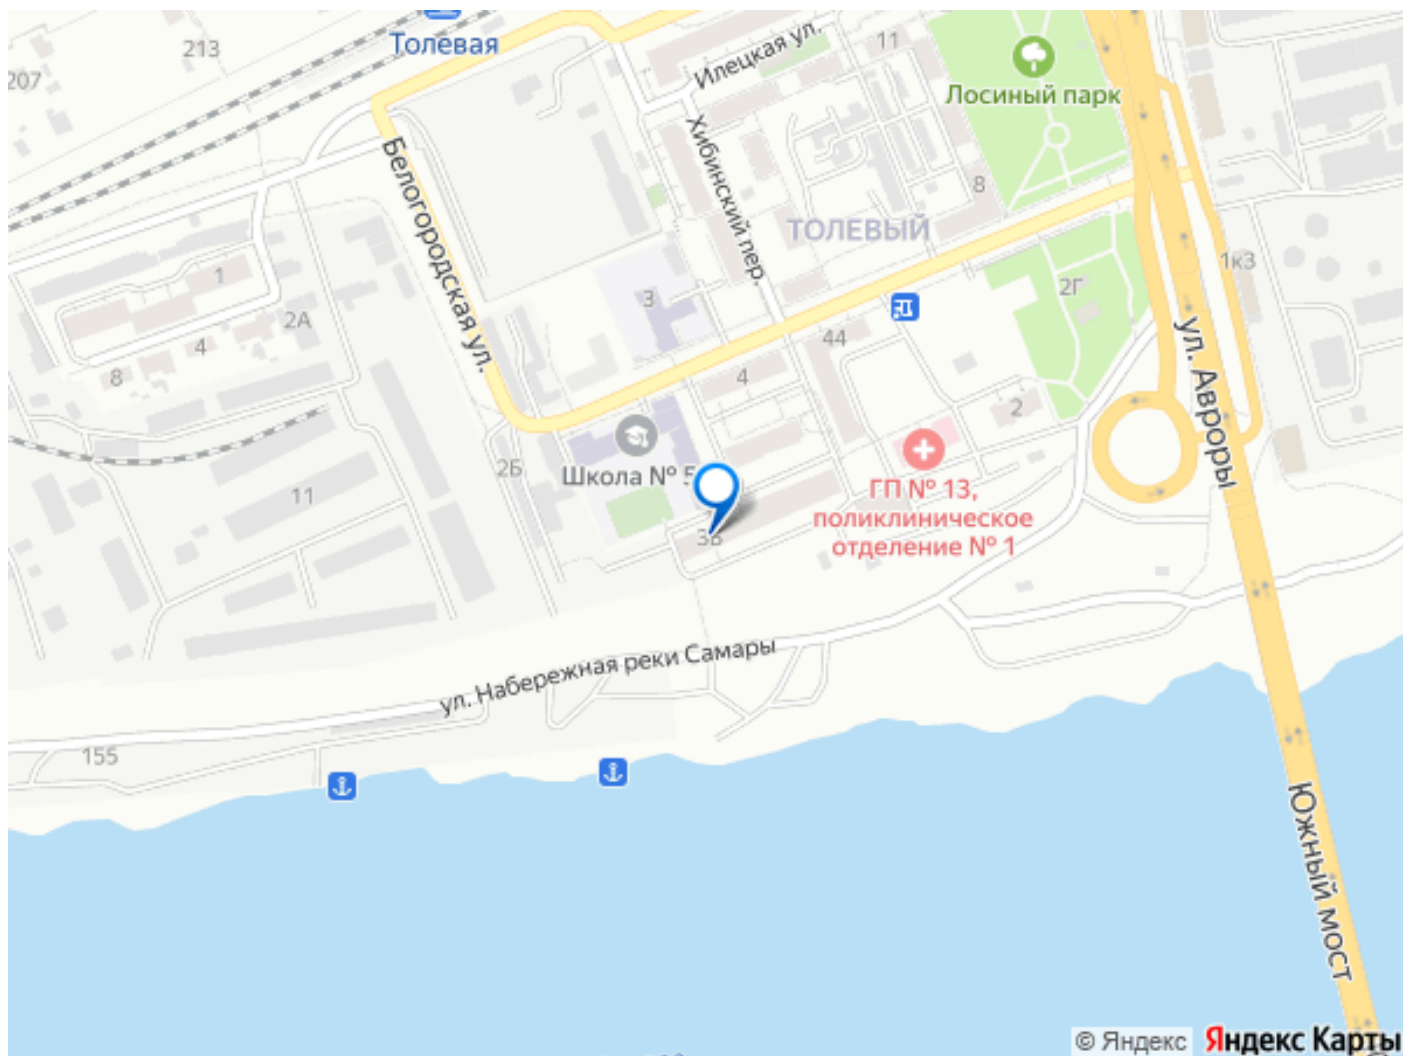 Толевая
213
207
Илецкая ул.
11
Лосиный парк
Хибинский пер.
Белогородская ул.
8
ТОЛЕВЫЙ
1к3
1
2А
3
2Г
4
8
44
4
ул. Авроры
2
Школа № 5
2Б
11
ГП № 13,
поликлиническое
отделение № 1
3Б
ул. Набережная реки Самары
155
Южный мост
© Яндекс Яндекс Карты